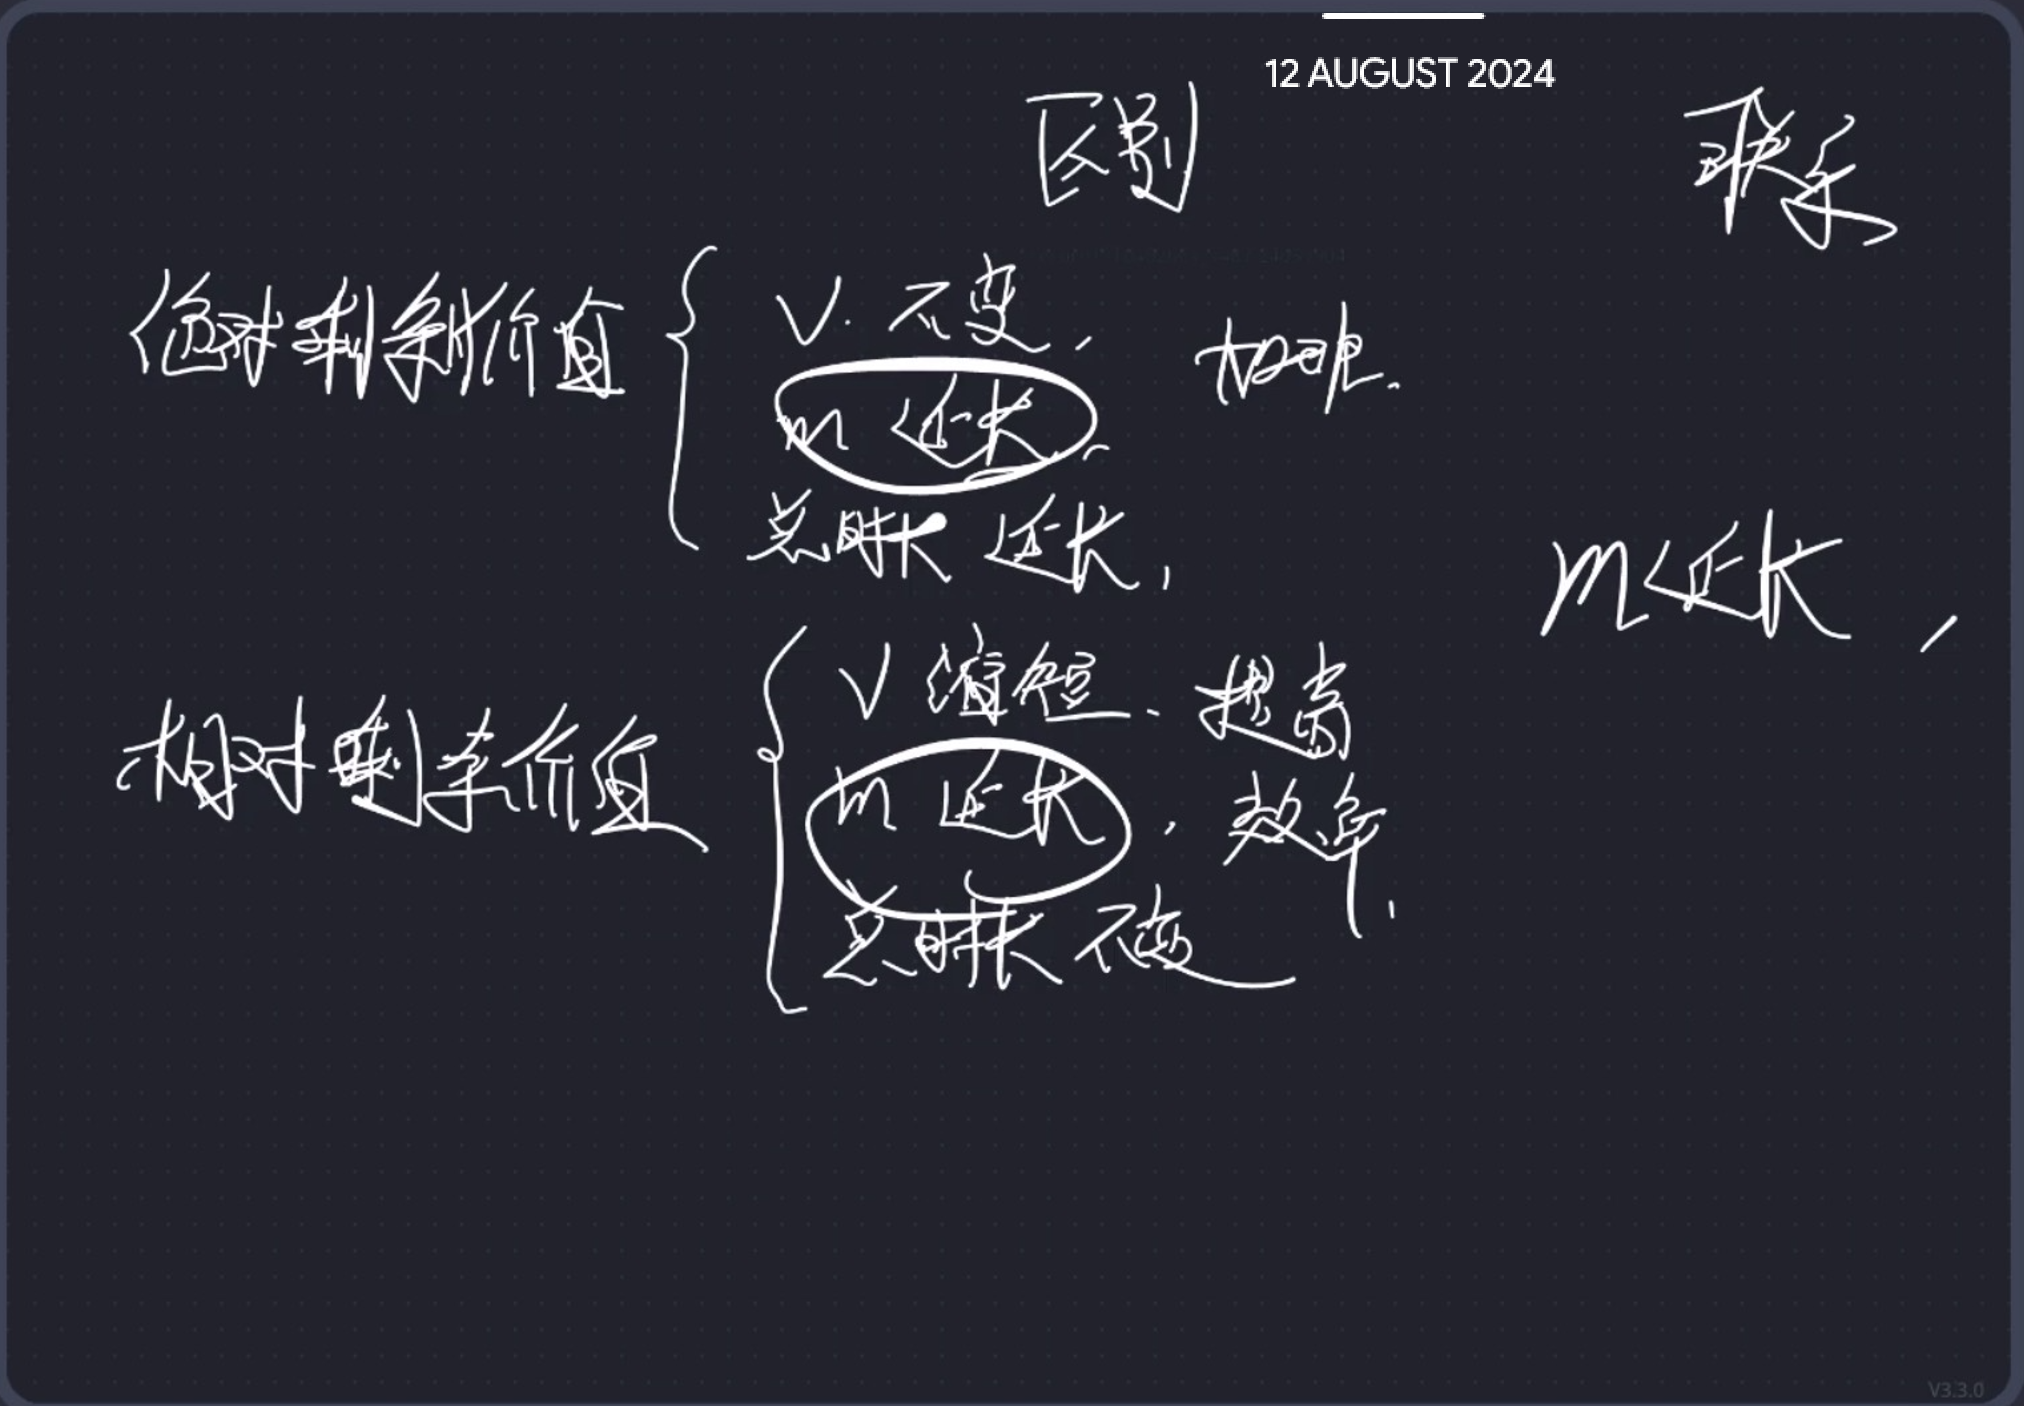 12 AUGUST 2024
区别
联系
绝对剩余价值
V. 不变,
加班.
m 延长、
总时长 延长,
m延长,
相对剩余价值
V 缩短、提高
m 延长, 效率,
总时长 不变
V3.3.0